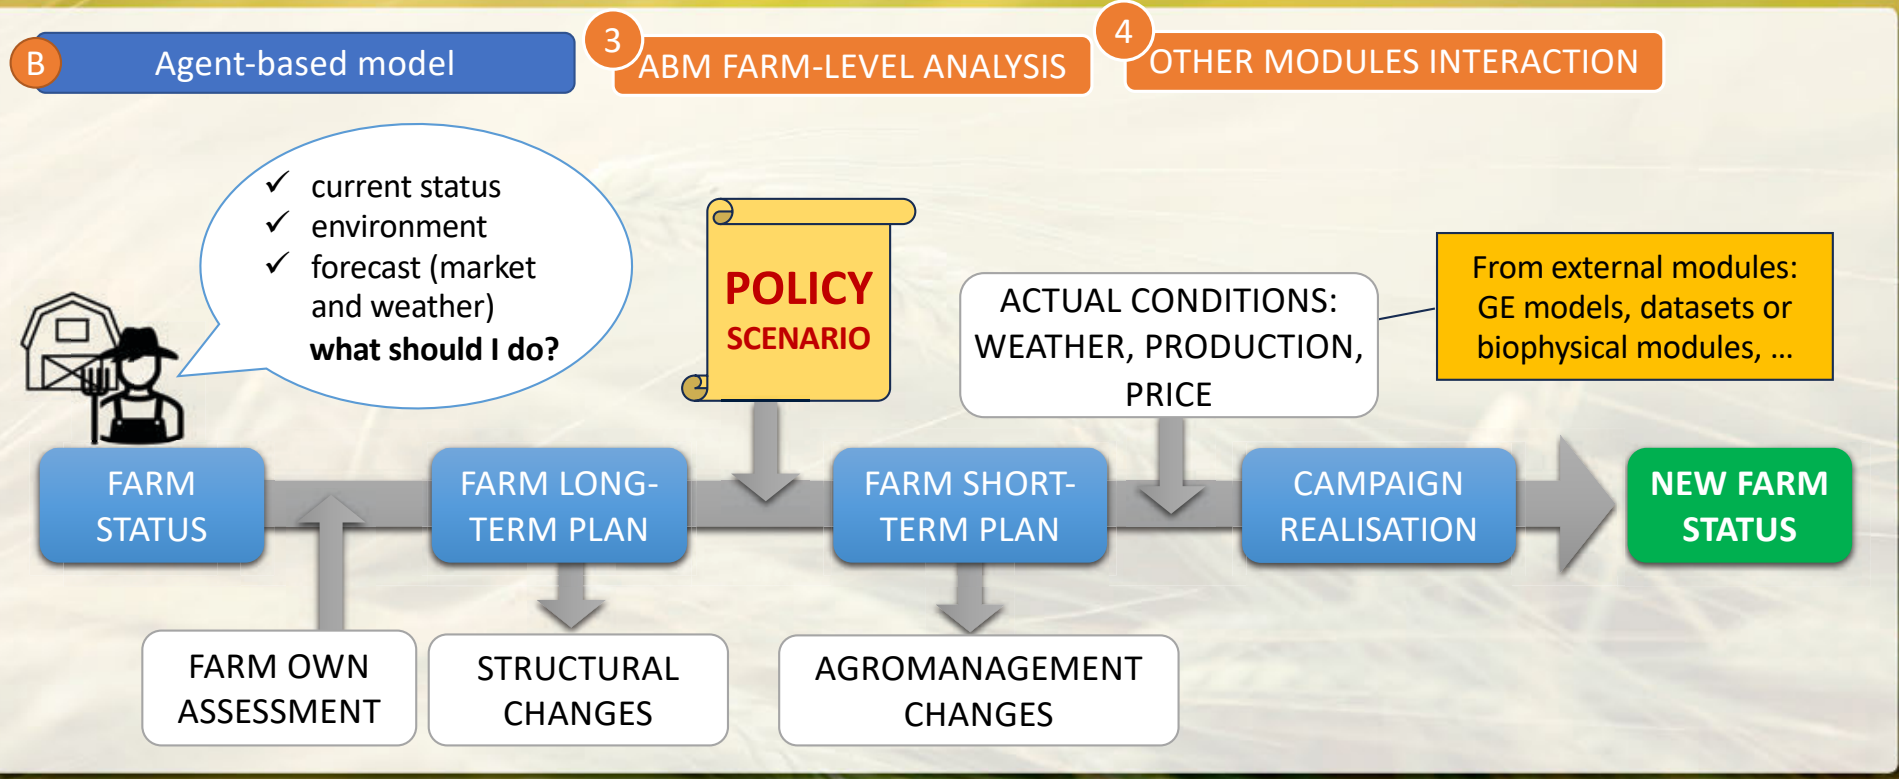 B
Agent-based model
3
ABM FARM-LEVEL ANALYSIS
4
OTHER MODULES INTERACTION
✓ current status
✓ environment
✓ forecast (market
and weather)
what should I do?
POLICY
SCENARIO
ACTUAL CONDITIONS:
WEATHER, PRODUCTION,
PRICE
From external modules:
GE models, datasets or
biophysical modules, ...
FARM
STATUS
FARM LONG-
TERM PLAN
FARM SHORT-
TERM PLAN
CAMPAIGN
REALISATION
NEW FARM
STATUS
FARM OWN
ASSESSMENT
STRUCTURAL
CHANGES
AGROMANAGEMENT
CHANGES